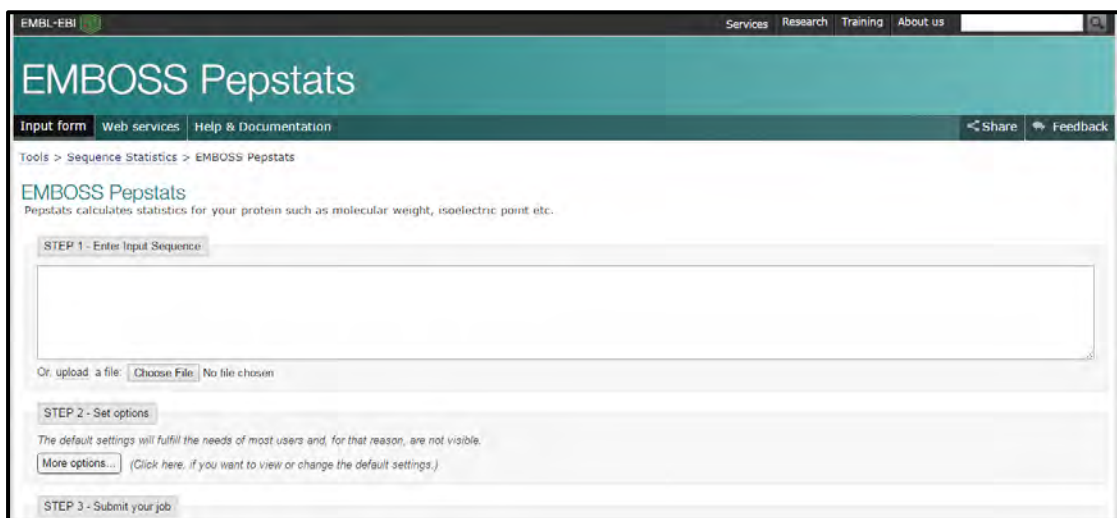 EMBL-EBI
Services Research Training About us
EMBOSS Pepstats
Input form Web services Help & Documentation Share Feedback
Tools > Sequence Statistics > EMBOSS Pepstats
EMBOSS Pepstats
Pepstats calculates statistics for your protein such as molecular weight, isoelectric point etc.
STEP 1 - Enter Input Sequence
Or, upload a file: Choose File No file chosen
STEP 2 - Set options
The default settings will fulfill the needs of most users and, for that reason, are not visible.
More options... (Click here, if you want to view or change the default settings.)
STEP 3 - Submit your job